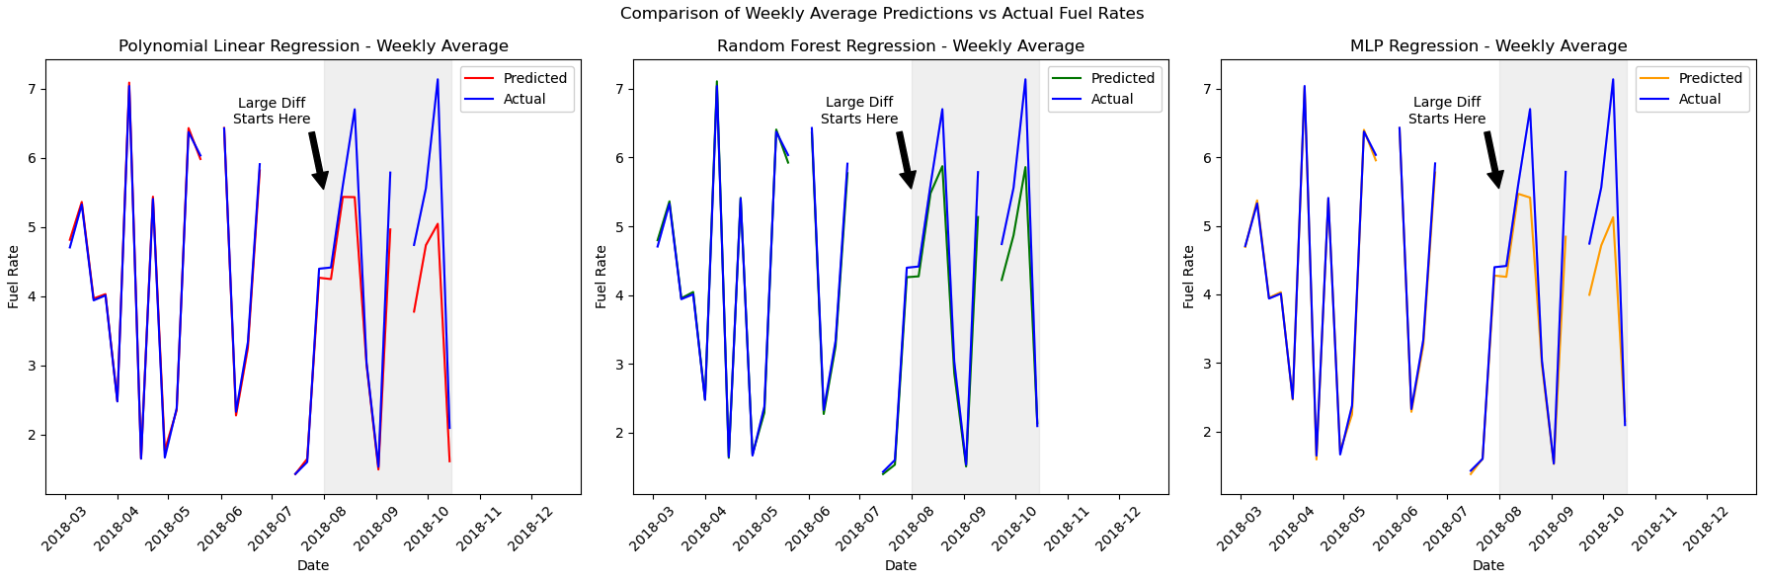 Comparison of Weekly Average Predictions vs Actual Fuel Rates
Polynomial Linear Regression - Weekly Average
Predicted
Actual
Large Diff
Starts Here
Fuel Rate
7
6
5
4
3
2
2018-03
2018-04
2018-05
2018-06
2018-07
2018-08
2018-09
2018-10
2018-11
2018-12
Date
Random Forest Regression - Weekly Average
Predicted
Actual
Large Diff
Starts Here
Fuel Rate
7
6
5
4
3
2
2018-03
2018-04
2018-05
2018-06
2018-07
2018-08
2018-09
2018-10
2018-11
2018-12
Date
MLP Regression - Weekly Average
Predicted
Actual
Large Diff
Starts Here
Fuel Rate
7
6
5
4
3
2
2018-03
2018-04
2018-05
2018-06
2018-07
2018-08
2018-09
2018-10
2018-11
2018-12
Date